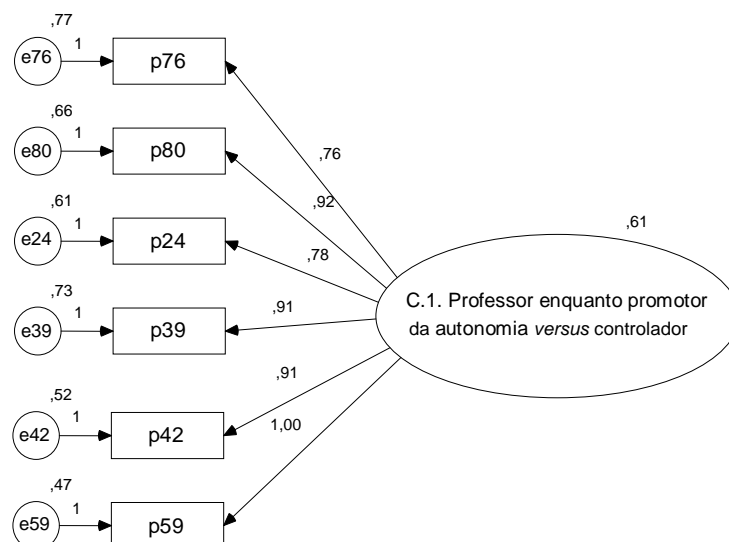 ,77
e76
1
p76
,66
e80
1
p80
,61
e24
1
p24
,73
e39
1
p39
,52
e42
1
p42
,47
e59
1
p59
,76
,92
,78
,91
,91
1,00
,61
C.1. Professor enquanto promotor
da autonomia versus controlador